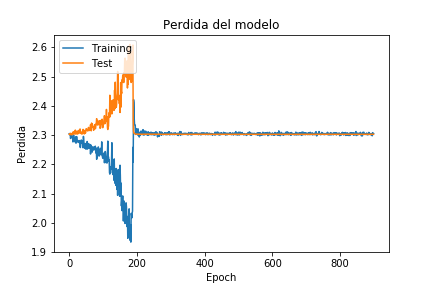 Perdida del modelo
Training
Test
2.6
2.5
2.4
2.3
2.2
2.1
2.0
1.9
Perdida
0
200
400
600
800
Epoch